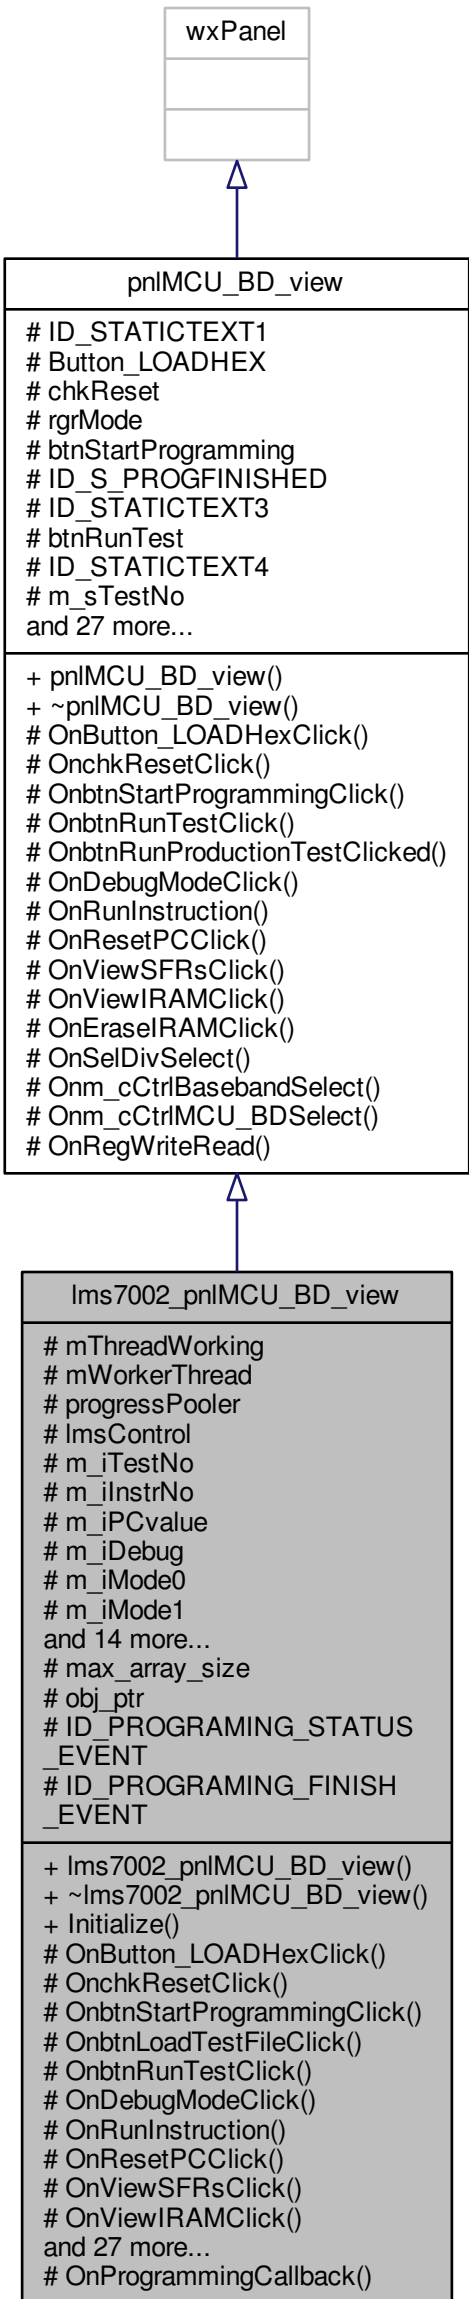 wxPanel
pnlMCU_BD_view
# ID_STATICTEXT1
# Button_LOADHEX
# chkReset
# rgrMode
# btnStartProgramming
# ID_S_PROGFINISHED
# ID_STATICTEXT3
# btnRunTest
# ID_STATICTEXT4
# m_sTestNo
and 27 more...
+ pnlMCU_BD_view()
+ ~pnlMCU_BD_view()
# OnButton_LOADHexClick()
# OnchkResetClick()
# OnbtnStartProgrammingClick()
# OnbtnRunTestClick()
# OnbtnRunProductionTestClicked()
# OnDebugModeClick()
# OnRunInstruction()
# OnResetPCClick()
# OnViewSFRsClick()
# OnViewIRAMClick()
# OnEraseIRAMClick()
# OnSelDivSelect()
# Onm_cCtrlBasebandSelect()
# Onm_cCtrlMCU_BDSelect()
# OnRegWriteRead()
lms7002_pnlMCU_BD_view
# mThreadWorking
# mWorkerThread
# progressPooler
# lmsControl
# m_iTestNo
# m_iInstrNo
# m_iPCvalue
# m_iDebug
# m_iMode0
# m_iMode1
and 14 more...
# max_array_size
# obj_ptr
# ID_PROGRAMING_STATUS
_EVENT
# ID_PROGRAMING_FINISH
_EVENT
+ lms7002_pnlMCU_BD_view()
+ ~lms7002_pnlMCU_BD_view()
+ Initialize()
# OnButton_LOADHexClick()
# OnchkResetClick()
# OnbtnStartProgrammingClick()
# OnbtnLoadTestFileClick()
# OnbtnRunTestClick()
# OnDebugModeClick()
# OnRunInstruction()
# OnResetPCClick()
# OnViewSFRsClick()
# OnViewIRAMClick()
and 27 more...
# OnProgrammingCallback()